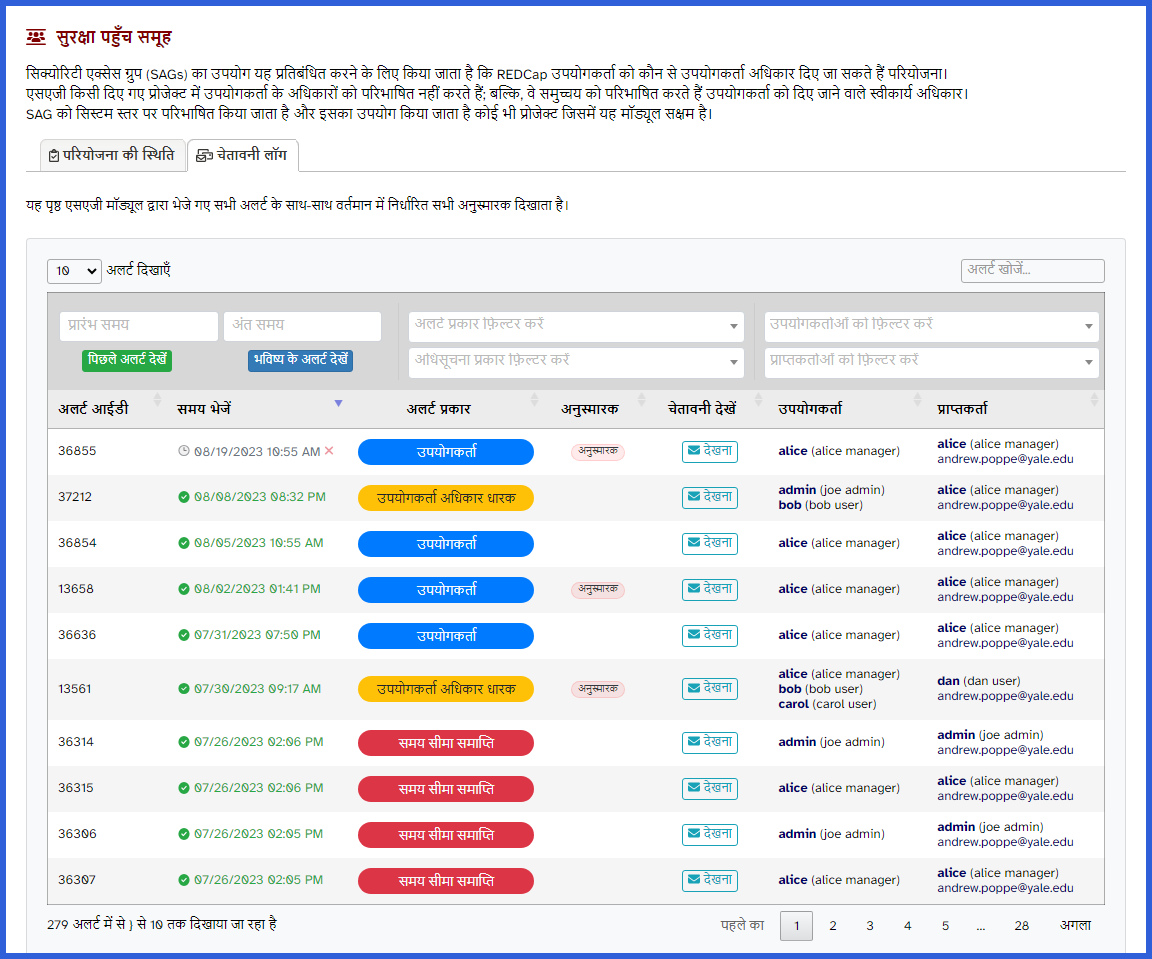 सुरक्षा पहुँच समूह
सिक्योरिटी एक्सेस ग्रुप (SAGs) का उपयोग यह प्रतिबंधित करने के लिए किया जाता है कि REDCap उपयोगकर्ता को कौन से उपयोगकर्ता अधिकार दिए जा सकते हैं परियोजना।
एसएजी किसी दिए गए प्रोजेक्ट में उपयोगकर्ता के अधिकारों को परिभाषित नहीं करते हैं; बल्कि, वे समुच्चय को परिभाषित करते हैं उपयोगकर्ता को दिए जाने वाले स्वीकार्य अधिकार।
SAG को सिस्टम स्तर पर परिभाषित किया जाता है और इसका उपयोग किया जाता है कोई भी प्रोजेक्ट जिसमें यह मॉड्यूल सक्षम है।
परियोजना की स्थिति चेतावनी लॉग
यह पृष्ठ एसएजी मॉड्यूल द्वारा भेजे गए सभी अलर्ट के साथ-साथ वर्तमान में निर्धारित सभी अनुस्मारक दिखाता है।
10 अलर्ट दिखाएँ अलर्ट खोजें...
प्रारंभ समय अंत समय अलर्ट प्रकार फ़िल्टर करें उपयोगकर्ताओं को फ़िल्टर करें
पिछले अलर्ट देखें भविष्य के अलर्ट देखें अधिसूचना प्रकार फ़िल्टर करें प्राप्तकर्ताओं को फ़िल्टर करें
अलर्ट आईडी समय भेजें अलर्ट प्रकार अनुस्मारक चेतावनी देखें उपयोगकर्ता प्राप्तकर्ता
36855 08/19/2023 10:55 AM उपयोगकर्ता अनुस्मारक देखना alice (alice manager) alice (alice manager)
andrew.poppe@yale.edu
37212 08/08/2023 08:32 PM उपयोगकर्ता अधिकार धारक देखना admin (joe admin) alice (alice manager)
bob (bob user) andrew.poppe@yale.edu
36854 08/05/2023 10:55 AM उपयोगकर्ता देखना alice (alice manager) alice (alice manager)
andrew.poppe@yale.edu
13658 08/02/2023 01:41 PM उपयोगकर्ता अनुस्मारक देखना alice (alice manager) alice (alice manager)
andrew.poppe@yale.edu
36636 07/31/2023 07:50 PM उपयोगकर्ता देखना alice (alice manager) alice (alice manager)
andrew.poppe@yale.edu
13561 07/30/2023 09:17 AM उपयोगकर्ता अधिकार धारक अनुस्मारक देखना alice (alice manager) dan (dan user)
bob (bob user) andrew.poppe@yale.edu
carol (carol user)
36314 07/26/2023 02:06 PM समय सीमा समाप्ति देखना admin (joe admin) admin (joe admin)
andrew.poppe@yale.edu
36315 07/26/2023 02:06 PM समय सीमा समाप्ति देखना alice (alice manager) alice (alice manager)
andrew.poppe@yale.edu
36306 07/26/2023 02:05 PM समय सीमा समाप्ति देखना admin (joe admin) admin (joe admin)
andrew.poppe@yale.edu
36307 07/26/2023 02:05 PM समय सीमा समाप्ति देखना alice (alice manager) alice (alice manager)
andrew.poppe@yale.edu
279 अलर्ट में से } से 10 तक दिखाया जा रहा है पहले का 1 2 3 4 5 ... 28 अगला